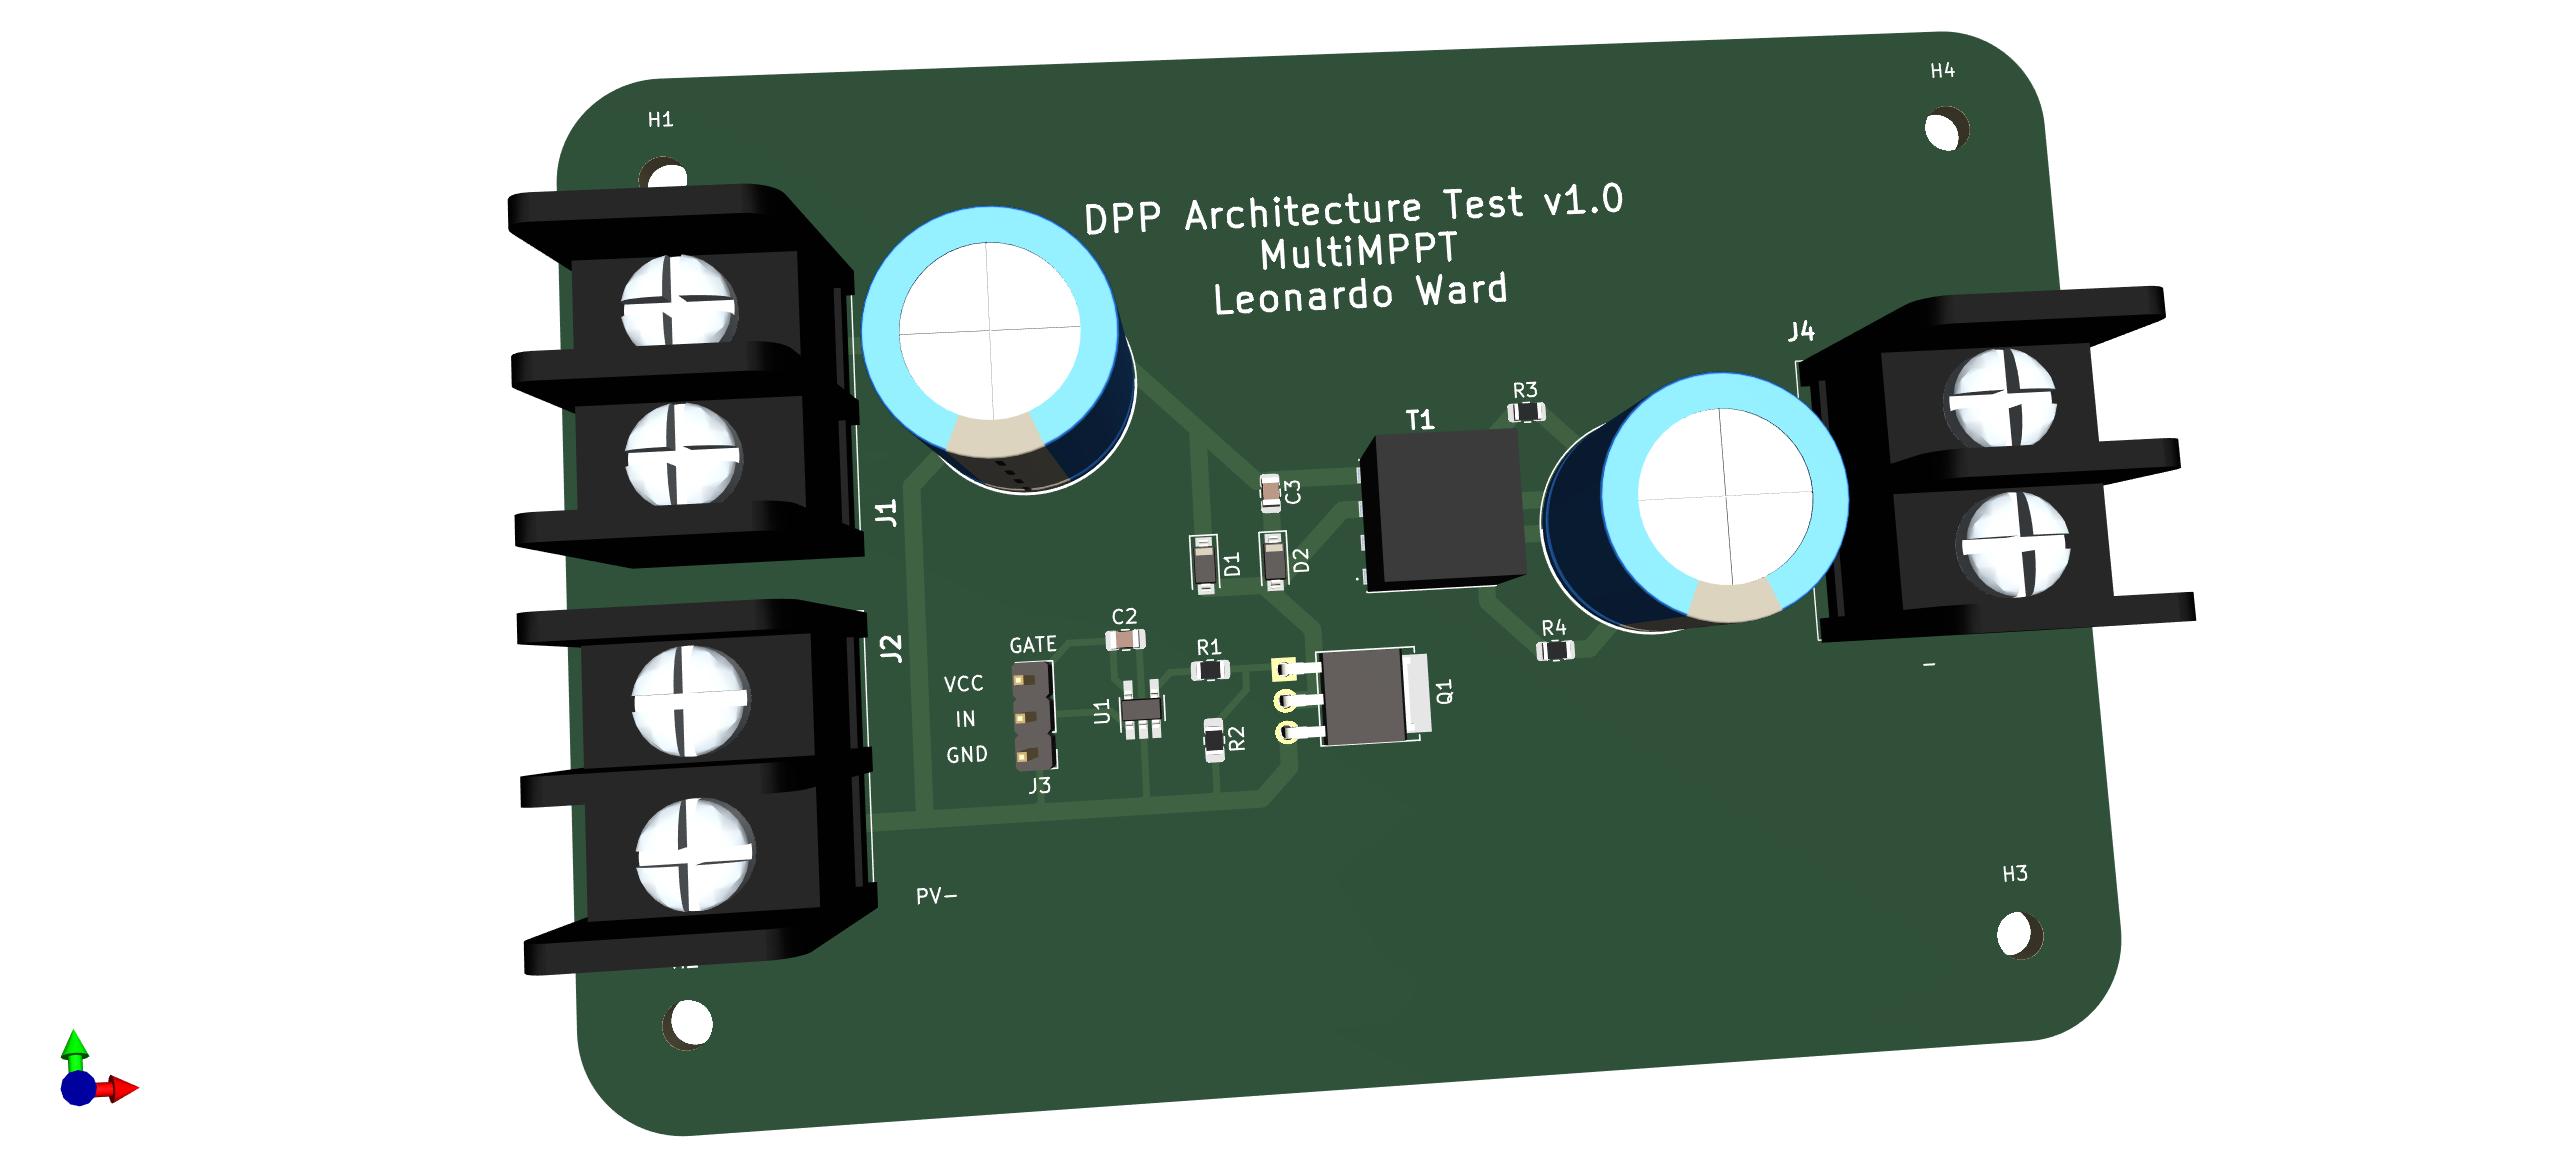 H1
H4
DPP Architecture Test v1.0
MultiMPPT
Leonardo Ward
J4
R3
T1
C3
J1
D1
D2
C2
R4
GATE
R1
J2
VCC
U1
Q1
IN
R2
GND
J3
–
H3
PV–